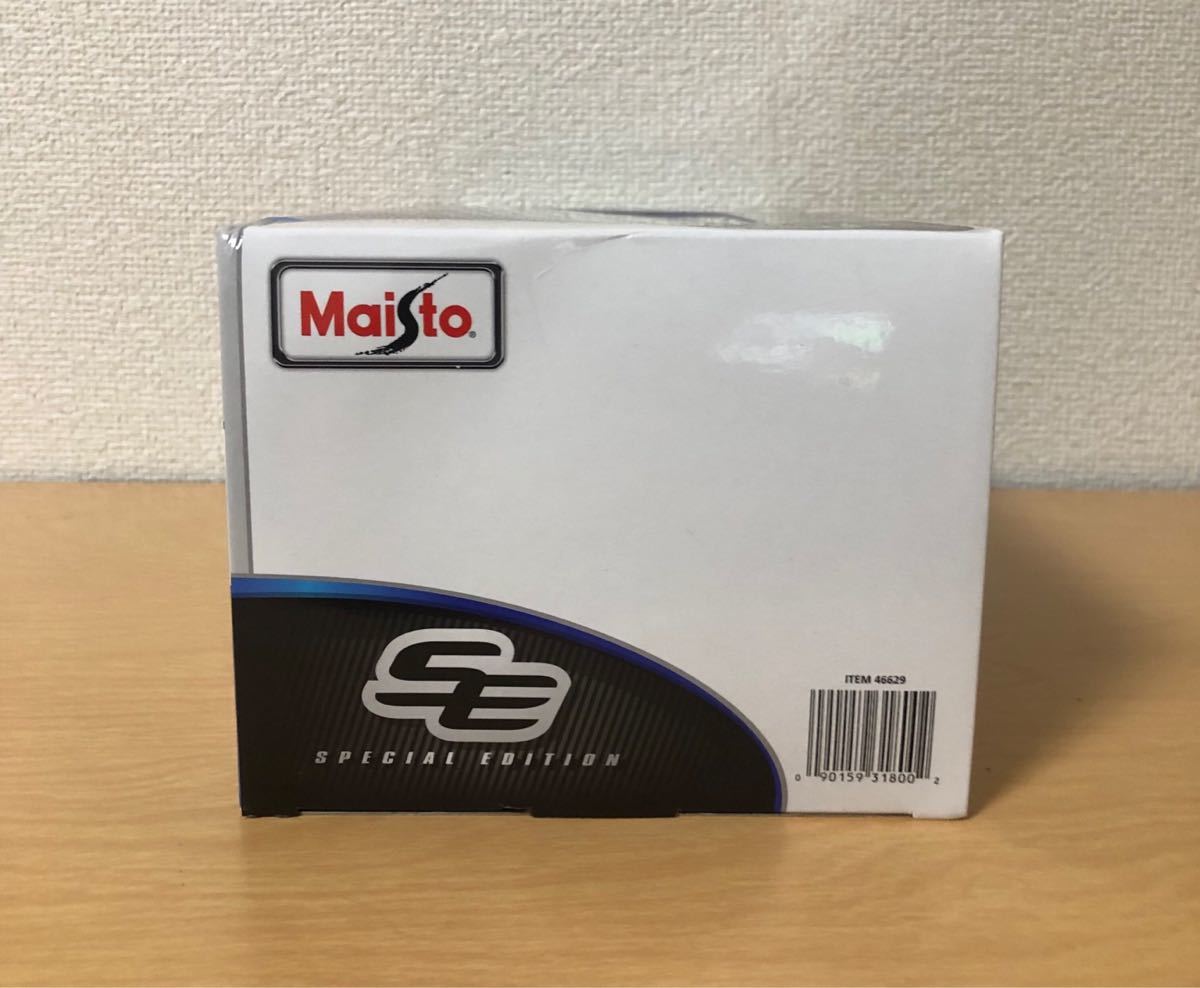 Maisto®
SE
SPECIAL EDITION
ITEM 46629
0 90159 31800 2